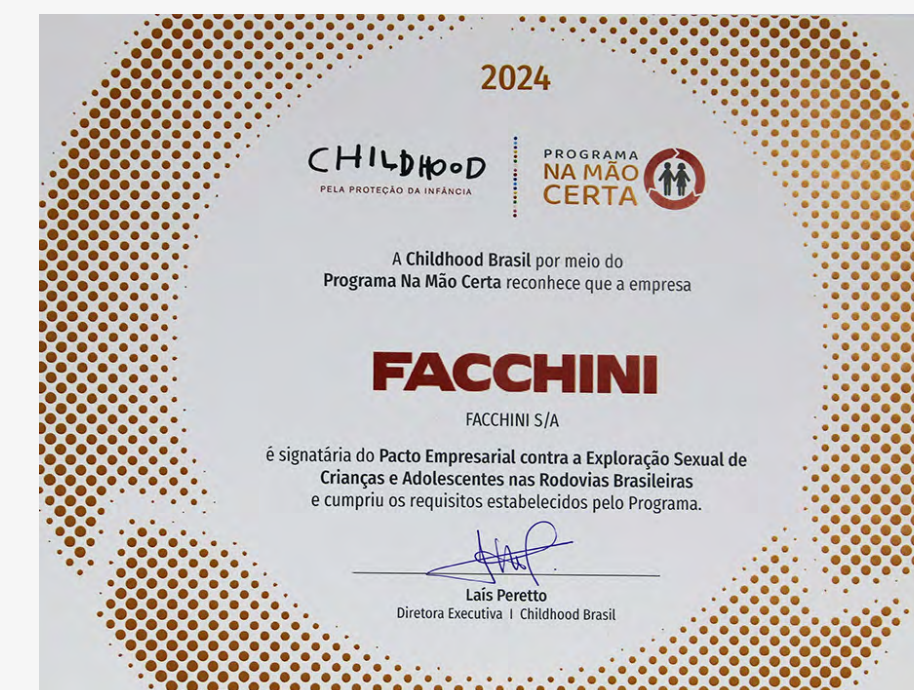 2024
CHILDHOOD
PELA PROTEÇÃO DA INFÂNCIA
PROGRAMA
NA MÃO
CERTA
A Childhood Brasil por meio do
Programa Na Mão Certa reconhece que a empresa
FACCHINI
FACCHINI S/A
é signatária do Pacto Empresarial contra a Exploração Sexual de
Crianças e Adolescentes nas Rodovias Brasileiras
e cumpriu os requisitos estabelecidos pelo Programa.
Laís Peretto
Diretora Executiva I Childhood Brasil